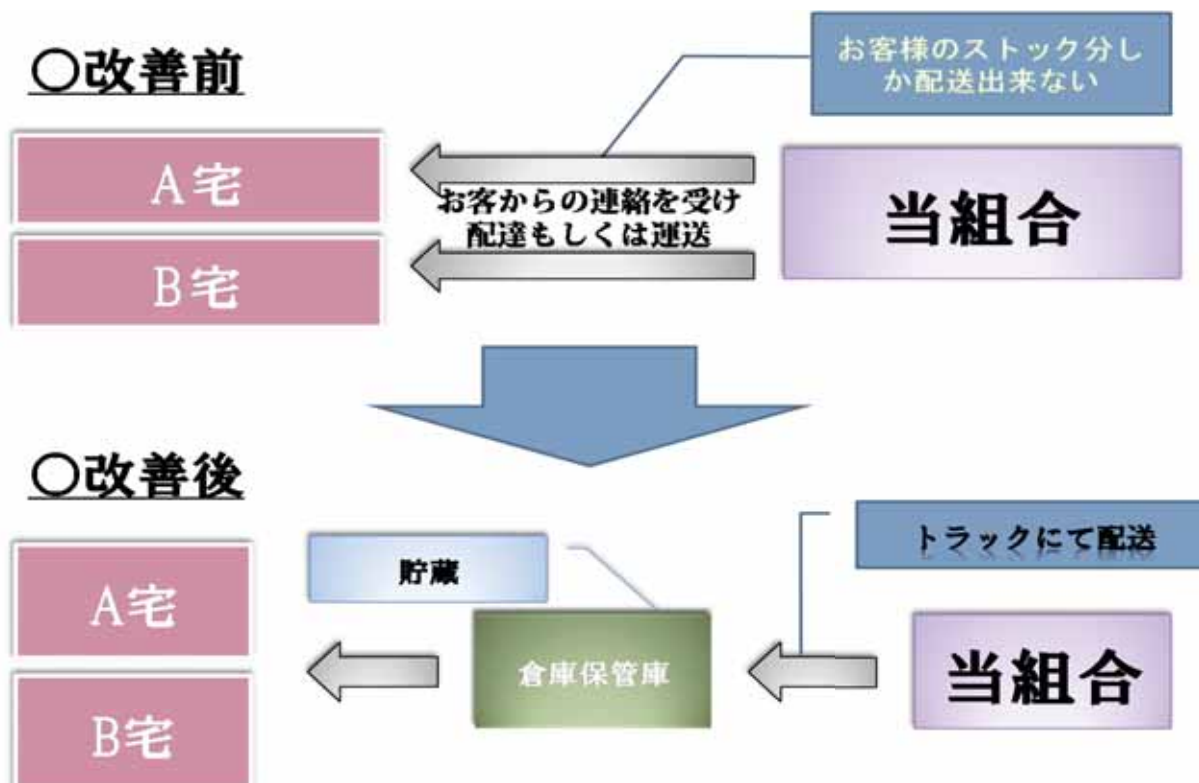 ○改善前
お客様のストック分し
か配送出来ない
A宅
お客からの連絡を受け
配達もしくは運送
当組合
B宅
○改善後
トラックにて配送
貯蔵
A宅
倉庫保管庫
当組合
B宅